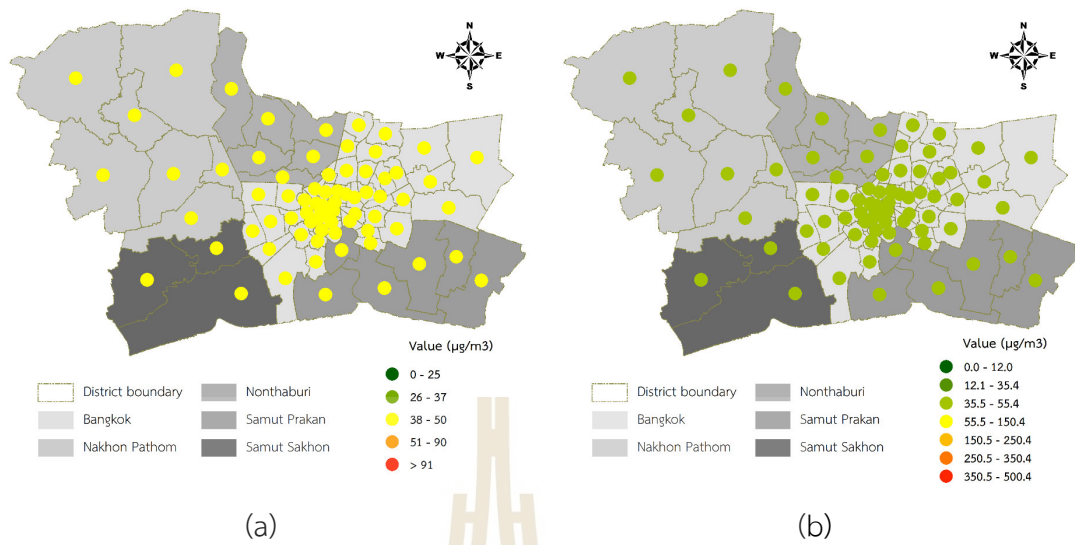 N
W E
S
Value (µg/m3)
0 - 25
26 - 37
38 - 50
51 - 90
> 91
District boundary
Bangkok
Nakhon Pathom
Nonthaburi
Samut Prakan
Samut Sakhon
(a)
N
W E
S
Value (µg/m3)
0.0 - 12.0
12.1 - 35.4
35.5 - 55.4
55.5 - 150.4
150.5 - 250.4
250.5 - 350.4
350.5 - 500.4
District boundary
Bangkok
Nakhon Pathom
Nonthaburi
Samut Prakan
Samut Sakhon
(b)